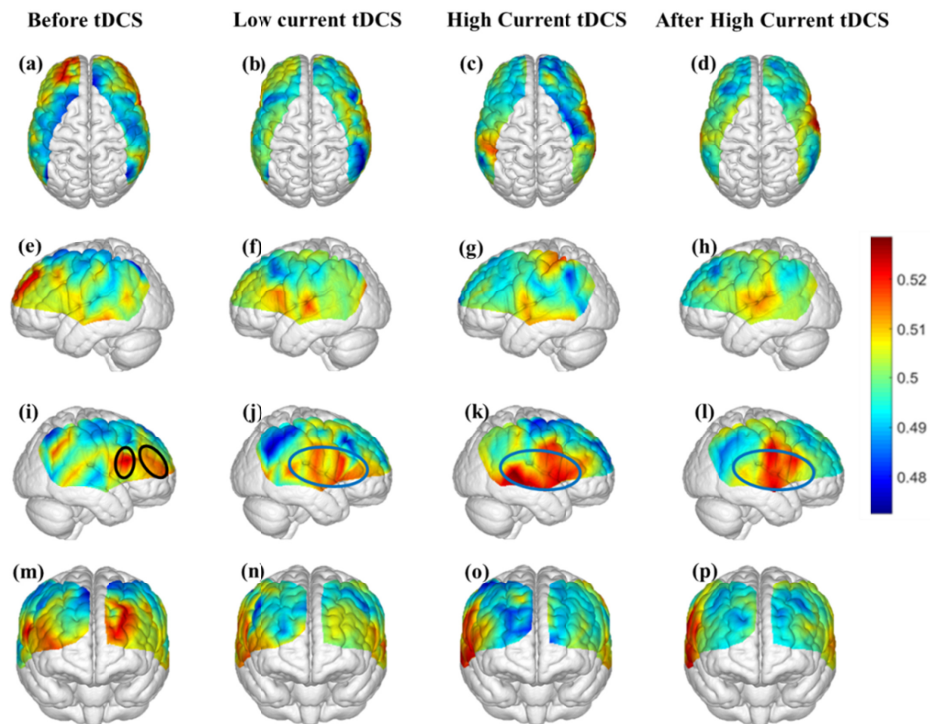 Before tDCS Low current tDCS High Current tDCS After High Current tDCS
(a) (b) (c) (d)
(e) (f) (g) (h)
0.52
0.51
0.5
0.49
0.48
(i) (j) (k) (l)
(m) (n) (o) (p)